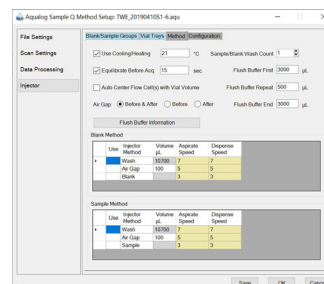 Aqualog Sample Q Method Setup: TWE_20190410S1-6.aqu
File Settings
Scan Settings
Data Processing
Injector
Blank/Sample Groups Vial Trays Method Configuration
Use Cooling/Heating 21 °C Sample/Blank Wash Count 1
Equilibrate Before Acq. 15 sec. Flush Buffer First 3000 µL
Auto Center Flow Cell(s) with Vial Volume Flush Buffer Repeat 500 µL
Air Gap Before & After Before After Flush Buffer End 3000 µL
Flush Buffer Information
Blank Method
Use Injector Method Volume µL Aspirate Speed Dispense Speed
Wash 10700 7 7
Air Gap 100 5 5
Blank 3 3
Sample Method
Use Injector Method Volume µL Aspirate Speed Dispense Speed
Wash 10700 7 7
Air Gap 100 5 5
Sample 3 3
Save OK Cancel